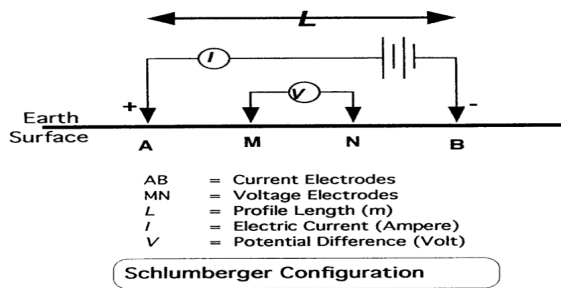 L
I
V
+
-
Earth
Surface
A M N B
AB = Current Electrodes
MN = Voltage Electrodes
L = Profile Length (m)
I = Electric Current (Ampere)
V = Potential Difference (Volt)
Schlumberger Configuration